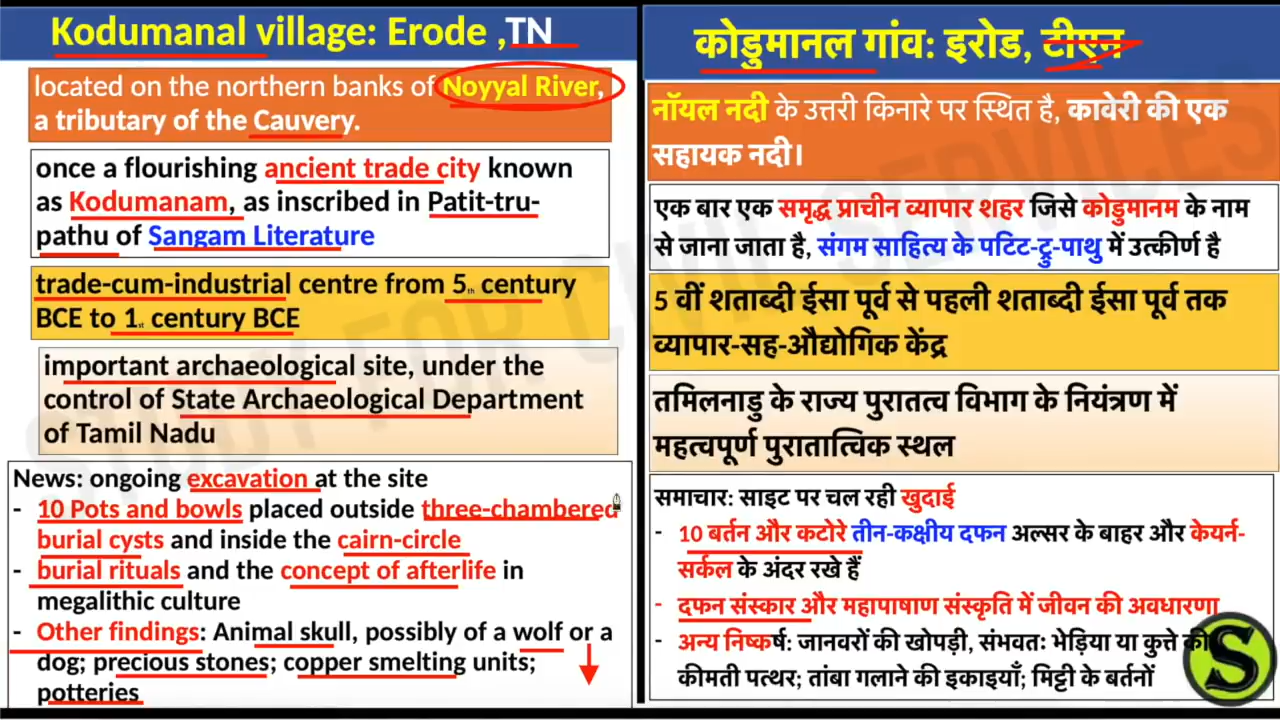 Kodumanal village: Erode ,TN
located on the northern banks of Noyyal River,
a tributary of the Cauvery.
once a flourishing ancient trade city known
as Kodumanam, as inscribed in Patit-tru-
pathu of Sangam Literature
trade-cum-industrial centre from 5th century
BCE to 1st century BCE
important archaeological site, under the
control of State Archaeological Department
of Tamil Nadu
News: ongoing excavation at the site
- 10 Pots and bowls placed outside three-chambered
burial cysts and inside the cairn-circle
- burial rituals and the concept of afterlife in
megalithic culture
- Other findings: Animal skull, possibly of a wolf or a
dog; precious stones; copper smelting units;
potteries
कोडुमानल गांव: इरोड, टीएन
नॉयल नदी के उत्तरी किनारे पर स्थित है, कावेरी की एक
सहायक नदी।
एक बार एक समृद्ध प्राचीन व्यापार शहर जिसे कोडुमानम के नाम
से जाना जाता है, संगम साहित्य के पटिट-ट्रु-पाथु में उत्कीर्ण है
5 वीं शताब्दी ईसा पूर्व से पहली शताब्दी ईसा पूर्व तक
व्यापार-सह-औद्योगिक केंद्र
तमिलनाडु के राज्य पुरातत्व विभाग के नियंत्रण में
महत्वपूर्ण पुरातात्विक स्थल
समाचार: साइट पर चल रही खुदाई
- 10 बर्तन और कटोरे तीन-कक्षीय दफन अल्सर के बाहर और केयर्न-
सर्कल के अंदर रखे हैं
- दफन संस्कार और महापाषाण संस्कृति में जीवन की अवधारणा
- अन्य निष्कर्ष: जानवरों की खोपड़ी, संभवतः भेड़िया या कुत्ते की
कीमती पत्थर; तांबा गलाने की इकाइयाँ; मिट्टी के बर्तनों
S
STUDY FOR CIVIL SERVICES